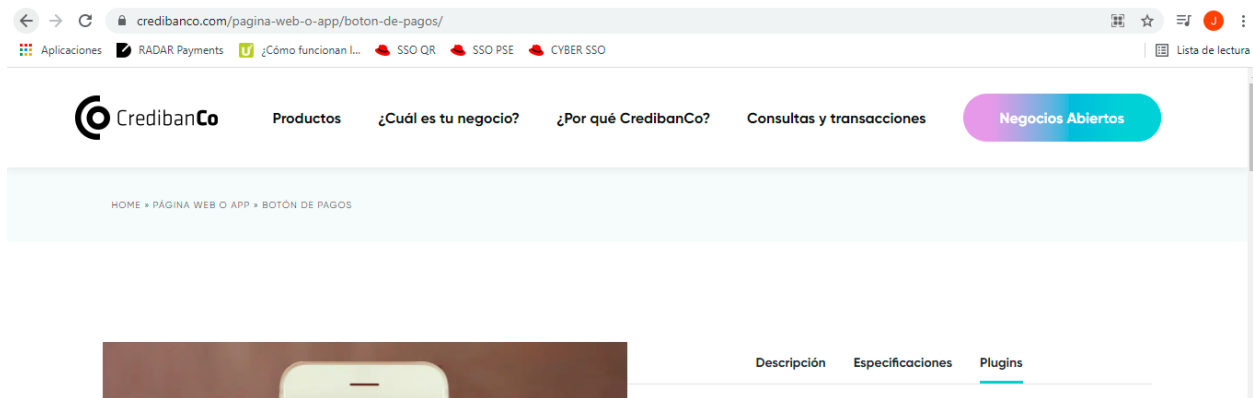 credibanco.com/pagina-web-o-app/boton-de-pagos/
J
Aplicaciones RADAR Payments ¿Cómo funcionan l... SSO QR SSO PSE CYBER SSO Lista de lectura
CredibanCo Productos ¿Cuál es tu negocio? ¿Por qué CredibanCo? Consultas y transacciones Negocios Abiertos
HOME » PÁGINA WEB O APP » BOTÓN DE PAGOS
Descripción Especificaciones Plugins